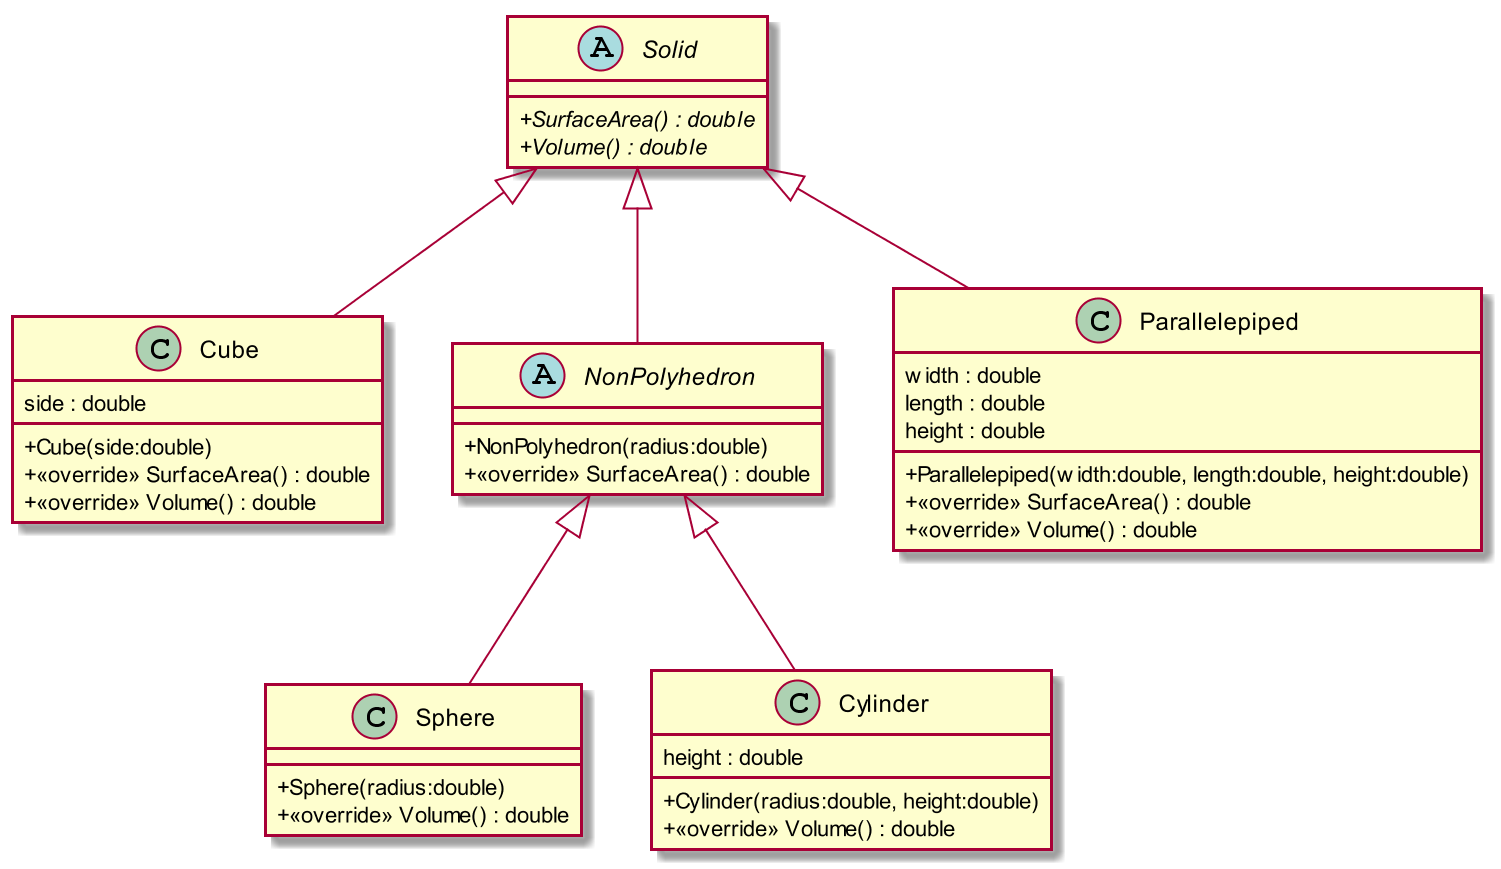 A Solid
+SurfaceArea() : double
+Volume() : double
C Cube
side : double
+Cube(side:double)
+«override» SurfaceArea() : double
+«override» Volume() : double
A NonPolyhedron
+NonPolyhedron(radius:double)
+«override» SurfaceArea() : double
C Parallelepiped
width : double
length : double
height : double
+Parallelepiped(width:double, length:double, height:double)
+«override» SurfaceArea() : double
+«override» Volume() : double
C Sphere
+Sphere(radius:double)
+«override» Volume() : double
C Cylinder
height : double
+Cylinder(radius:double, height:double)
+«override» Volume() : double